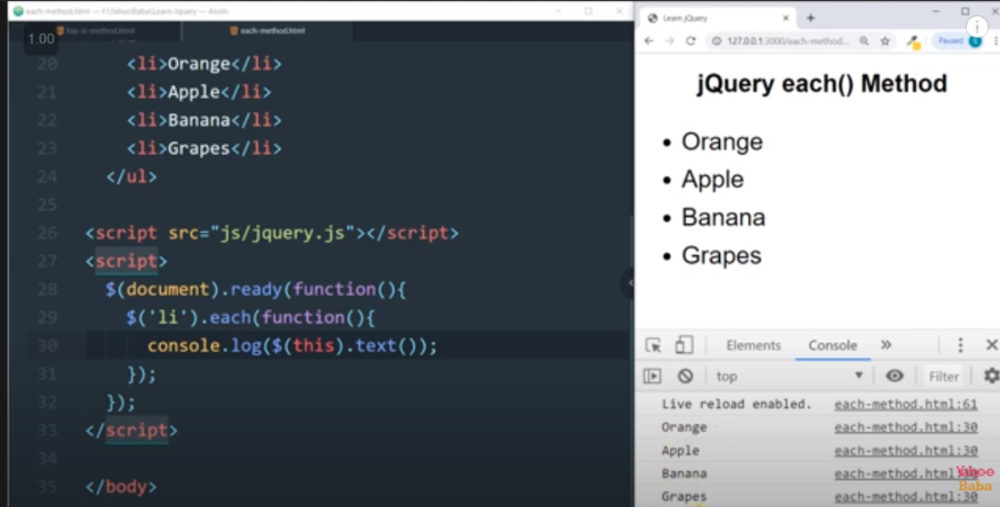 each-method.html — F:\YahooBaba\Learn-Jquery — Atom
1.00
has-is-method.html
each-method.html
20 <li>Orange</li>
21 <li>Apple</li>
22 <li>Banana</li>
23 <li>Grapes</li>
24 </ul>
25
26 <script src="js/jquery.js"></script>
27 <script>
28 $(document).ready(function(){
29 $('li').each(function(){
30 console.log($(this).text());
31 });
32 });
33 </script>
34
35 </body>
Learn jQuery
127.0.0.1:3000/each-method...
Paused
jQuery each() Method
• Orange
• Apple
• Banana
• Grapes
Elements Console »
top Filter
Live reload enabled. each-method.html:61
Orange each-method.html:30
Apple each-method.html:30
Banana each-method.html:30
Grapes each-method.html:30
Yahoo
Baba